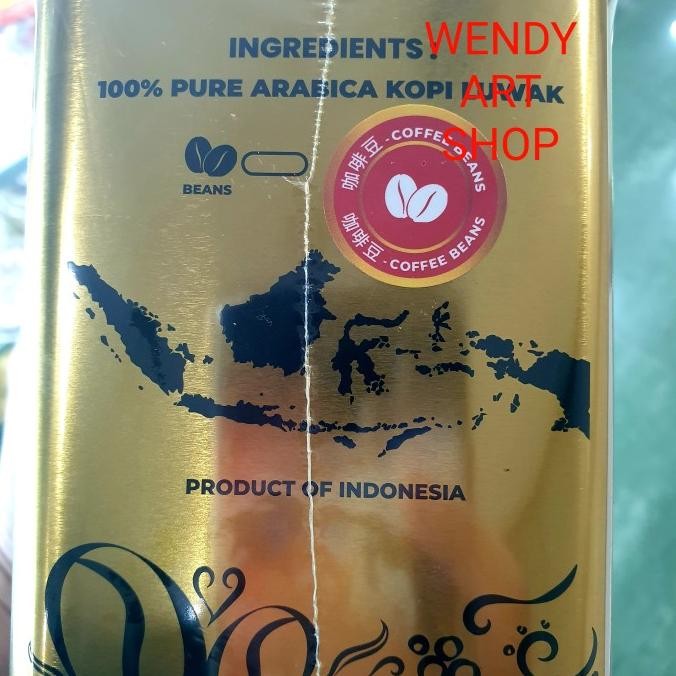 INGREDIENTS :
100% PURE ARABICA KOPI LUWAK
WENDY
ART
SHOP
BEANS
咖啡豆 - COFFEE BEANS
咖啡豆 - COFFEE BEANS
PRODUCT OF INDONESIA